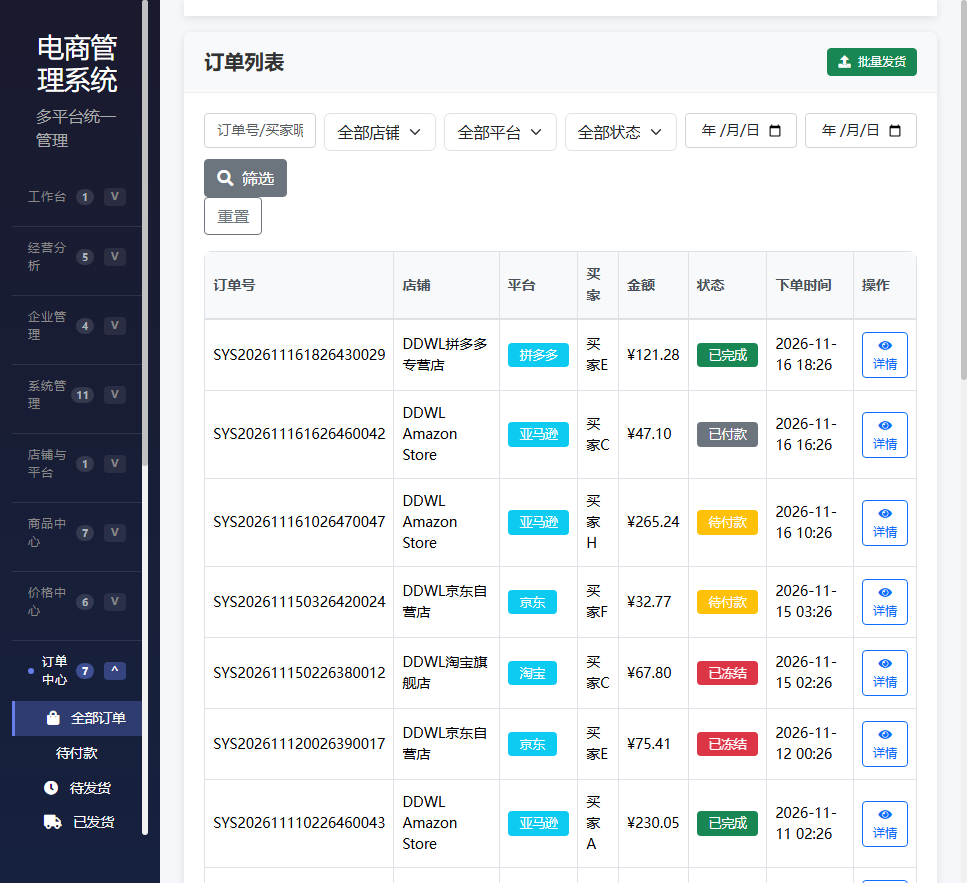 电商管
理系统
多平台统一
管理
工作台 1 V
经营分
析 5 V
企业管
理 4 V
系统管
理 11 V
店铺与
平台 1 V
商品中
心 7 V
价格中
心 6 V
订单
中心 7 ^
全部订单
待付款
待发货
已发货
订单列表
批量发货
订单号/买家昵
全部店铺
全部平台
全部状态
年 /月/日
年 /月/日
筛选
重置
订单号 店铺 平台 买
家 金额 状态 下单时间 操作
SYS202611161826430029 DDWL拼多多
专营店 拼多多 买
家E ¥121.28 已完成 2026-11-
16 18:26 详情
SYS202611161626460042 DDWL
Amazon
Store 亚马逊 买
家C ¥47.10 已付款 2026-11-
16 16:26 详情
SYS202611161026470047 DDWL
Amazon
Store 亚马逊 买
家
H ¥265.24 待付款 2026-11-
16 10:26 详情
SYS202611150326420024 DDWL京东自
营店 京东 买
家F ¥32.77 待付款 2026-11-
15 03:26 详情
SYS202611150226380012 DDWL淘宝旗
舰店 淘宝 买
家C ¥67.80 已冻结 2026-11-
15 02:26 详情
SYS202611120026390017 DDWL京东自
营店 京东 买
家E ¥75.41 已冻结 2026-11-
12 00:26 详情
SYS202611110226460043 DDWL
Amazon
Store 亚马逊 买
家
A ¥230.05 已完成 2026-11-
11 02:26 详情